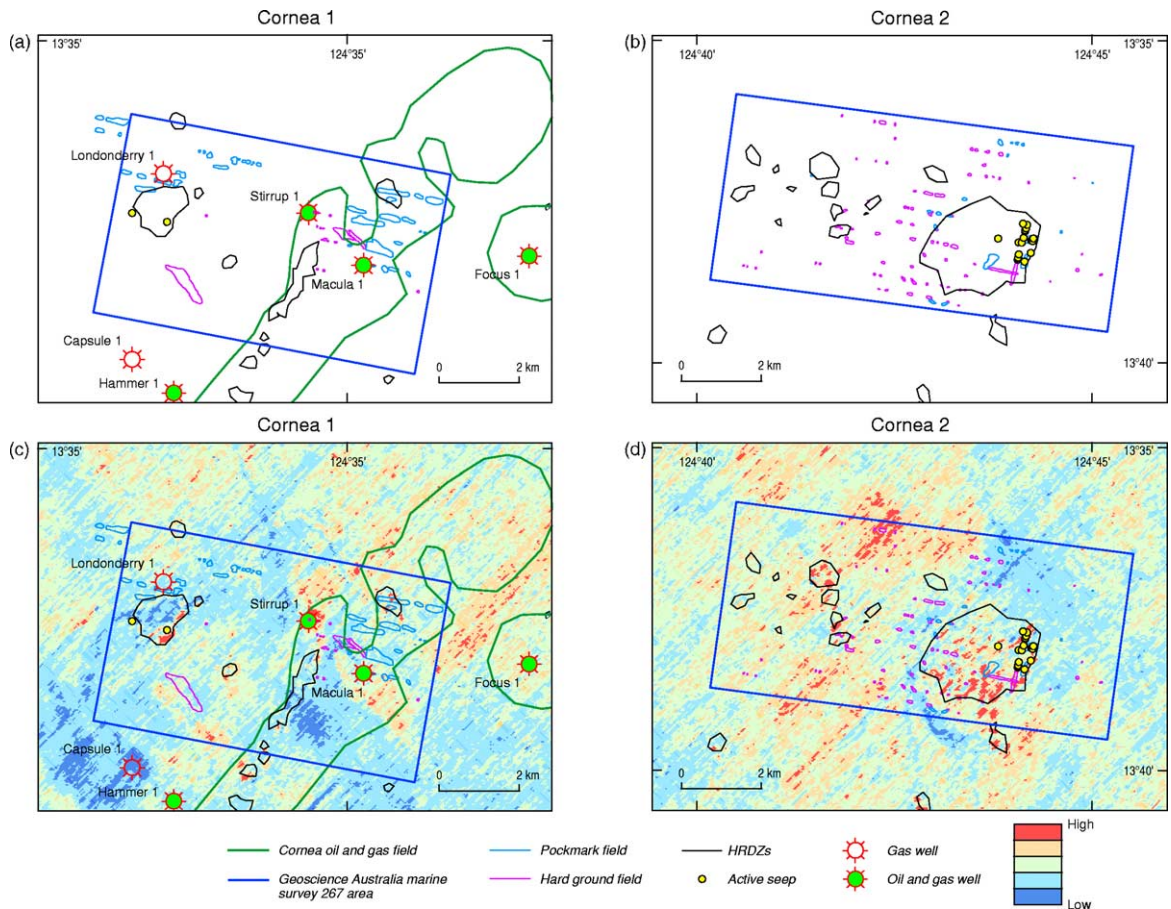 Cornea 1
Cornea 2
(a)
13°35'
124°35'
Londonderry 1
Stirrup 1
Macula 1
Focus 1
Capsule 1
Hammer 1
0 2 km
(b)
124°40'
124°45'
13°35'
13°40'
0 2 km
Cornea 1
Cornea 2
(c)
13°35'
124°35'
Londonderry 1
Stirrup 1
Macula 1
Focus 1
Capsule 1
Hammer 1
0 2 km
(d)
124°40'
124°45'
13°35'
13°40'
0 2 km
Cornea oil and gas field
Pockmark field
HRDZs
Gas well
High
Geoscience Australia marine
survey 267 area
Hard ground field
Active seep
Oil and gas well
Low